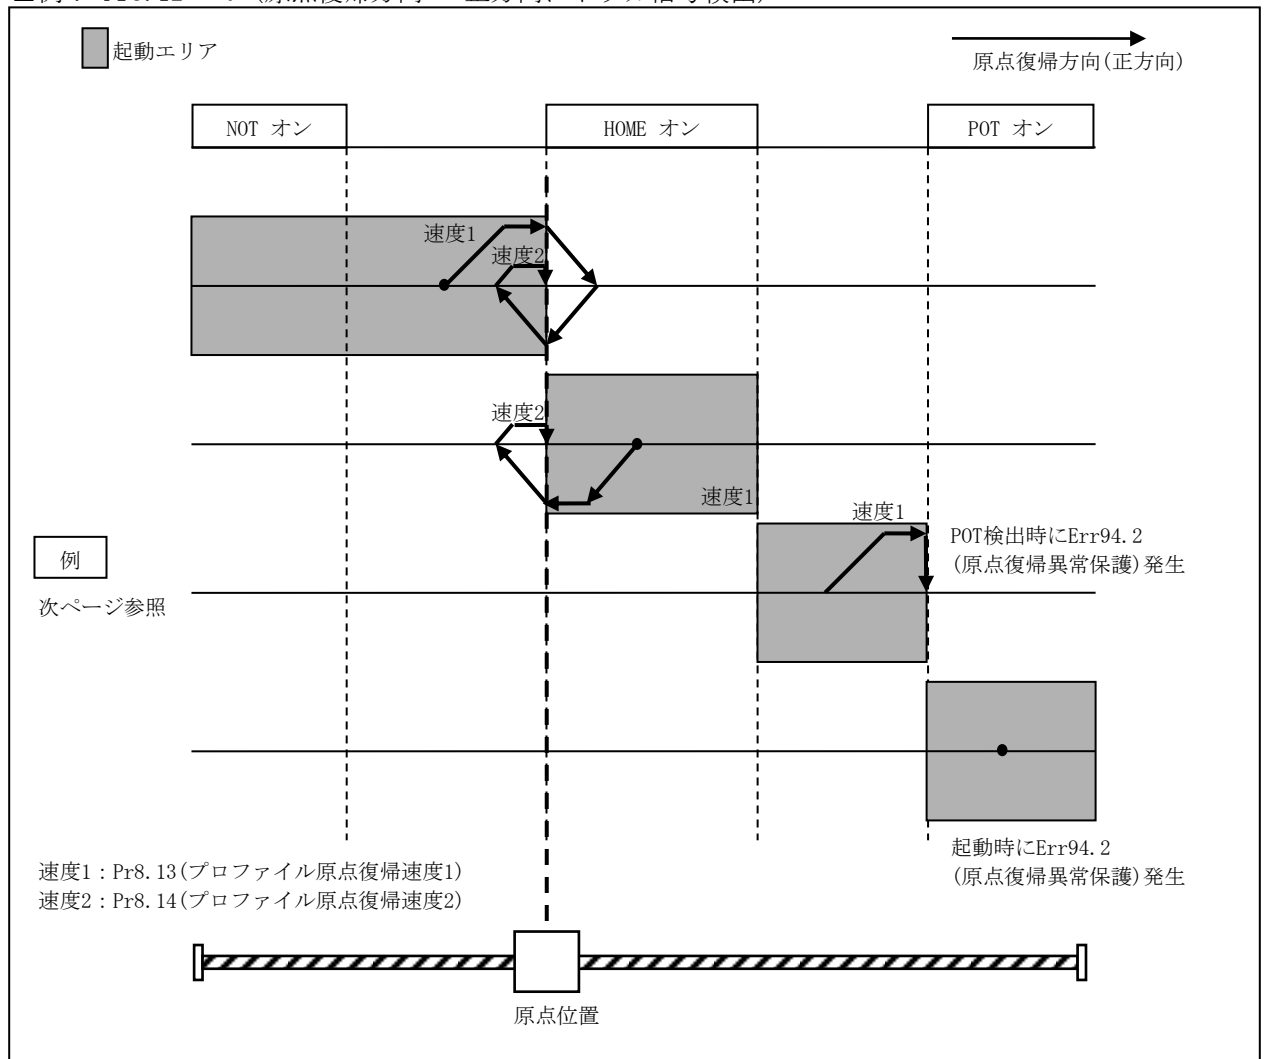 起動エリア
原点復帰方向(正方向)
NOT オン
HOME オン
POT オン
速度1
速度2
速度2
速度1
速度1
POT検出時にErr94.2
(原点復帰異常保護)発生
例
次ページ参照
起動時にErr94.2
(原点復帰異常保護)発生
速度1：Pr8.13(プロファイル原点復帰速度1)
速度2：Pr8.14(プロファイル原点復帰速度2)
原点位置